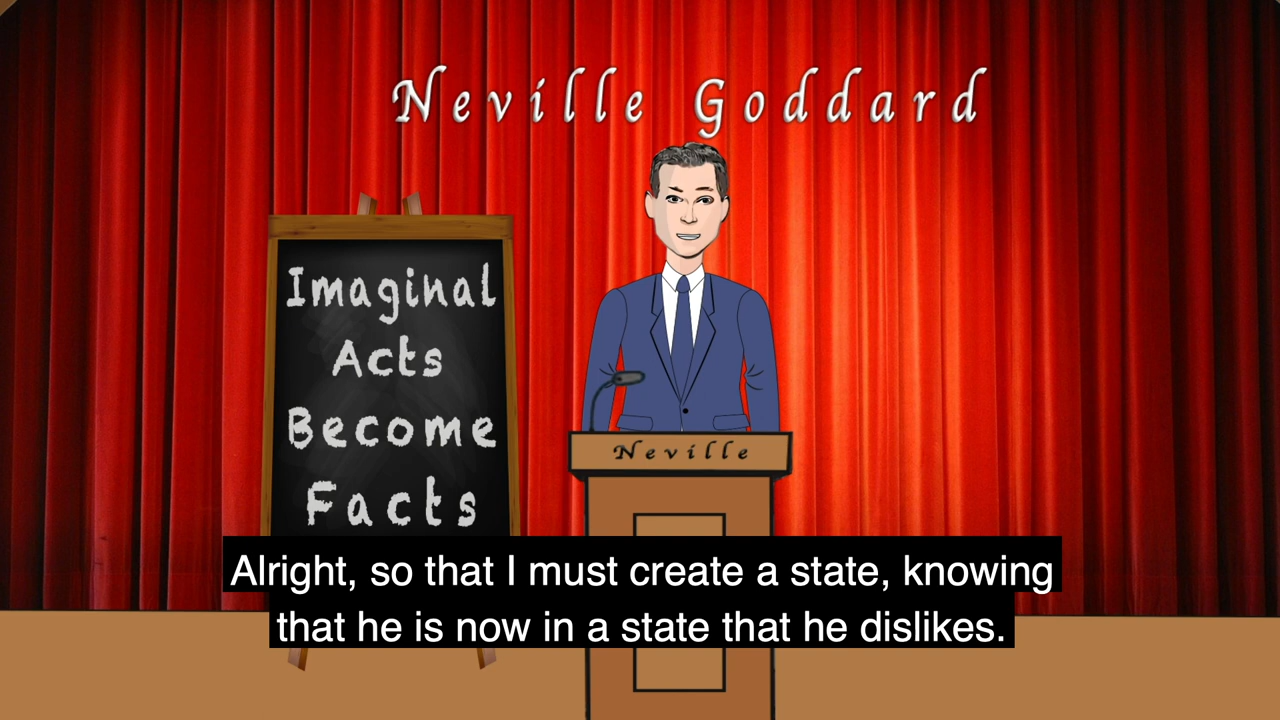 Neville Goddard
Imaginal
Acts
Become
Facts
Neville
Alright, so that I must create a state, knowing
that he is now in a state that he dislikes.